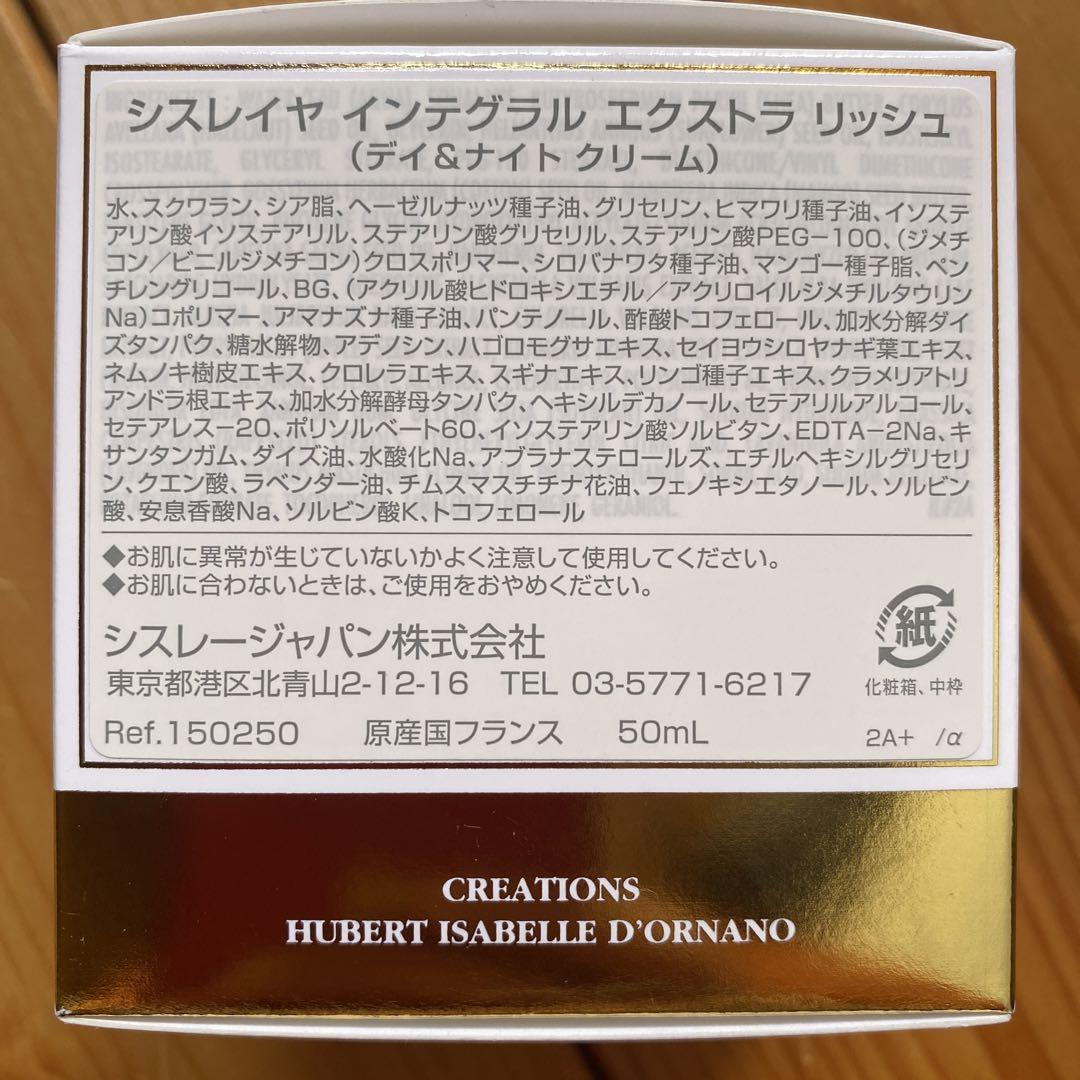 シスレイヤ インテグラル エクストラ リッシュ
(デイ&ナイト クリーム)
水、スクワラン、シア脂、ヘーゼルナッツ種子油、グリセリン、ヒマワリ種子油、イソステ
アリン酸イソステアリル、ステアリン酸グリセリル、ステアリン酸PEG-100、(ジメチ
コン/ビニルジメチコン)クロスポリマー、シロバナワタ種子油、マンゴー種子脂、ペン
チレングリコール、BG、(アクリル酸ヒドロキシエチル/アクリロイルジメチルタウリン
Na)コポリマー、アマナズナ種子油、パンテノール、酢酸トコフェロール、加水分解ダイ
ズタンパク、糖水解物、アデノシン、ハゴロモグサエキス、セイヨウシロヤナギ葉エキス、
ネムノキ樹皮エキス、クロレラエキス、スギナエキス、リンゴ種子エキス、クラメリアトリ
アンドラ根エキス、加水分解酵母タンパク、ヘキシルデカノール、セテアリルアルコール、
セテアレス-20、ポリソルベート60、イソステアリン酸ソルビタン、EDTA-2Na、キ
サンタンガム、ダイズ油、水酸化Na、アブラナステロールズ、エチルヘキシルグリセリ
ン、クエン酸、ラベンダー油、チムスマスチチナ花油、フェノキシエタノール、ソルビン
酸、安息香酸Na、ソルビン酸K、トコフェロール
◆お肌に異常が生じていないかよく注意して使用してください。
◆お肌に合わないときは、ご使用をおやめください。
シスレージャパン株式会社
東京都港区北青山2-12-16 TEL 03-5771-6217
紙
化粧箱、中枠
Ref.150250 原産国フランス 50mL 2A+ /α
CREATIONS
HUBERT ISABELLE D'ORNANO